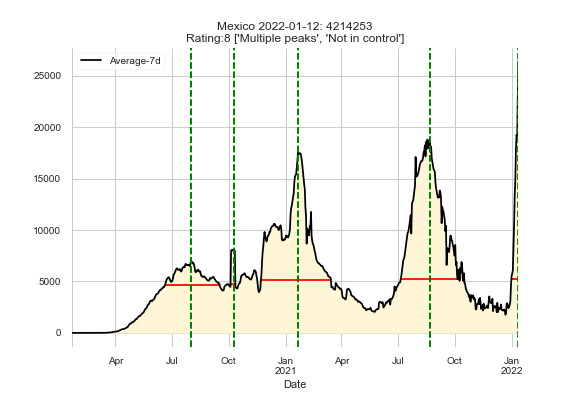 Mexico 2022-01-12: 4214253
Rating:8 ['Multiple peaks', 'Not in control']
Average-7d
25000
20000
15000
10000
5000
0
Apr Jul Oct Jan Apr Jul Oct Jan
2021 2022
Date